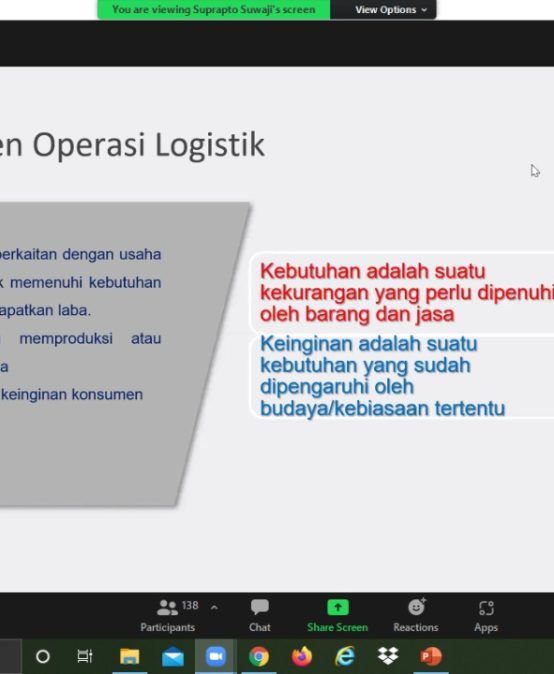 You are viewing Suprapto Suwaji's screen
View Options
en Operasi Logistik
berkaitan dengan usaha
k memenuhi kebutuhan
apatkan laba.
memproduksi atau
a
keinginan konsumen
Kebutuhan adalah suatu
kekurangan yang perlu dipenuhi
oleh barang dan jasa
Keinginan adalah suatu
kebutuhan yang sudah
dipengaruhi oleh
budaya/kebiasaan tertentu
138
Participants
Chat
Share Screen
Reactions
Apps